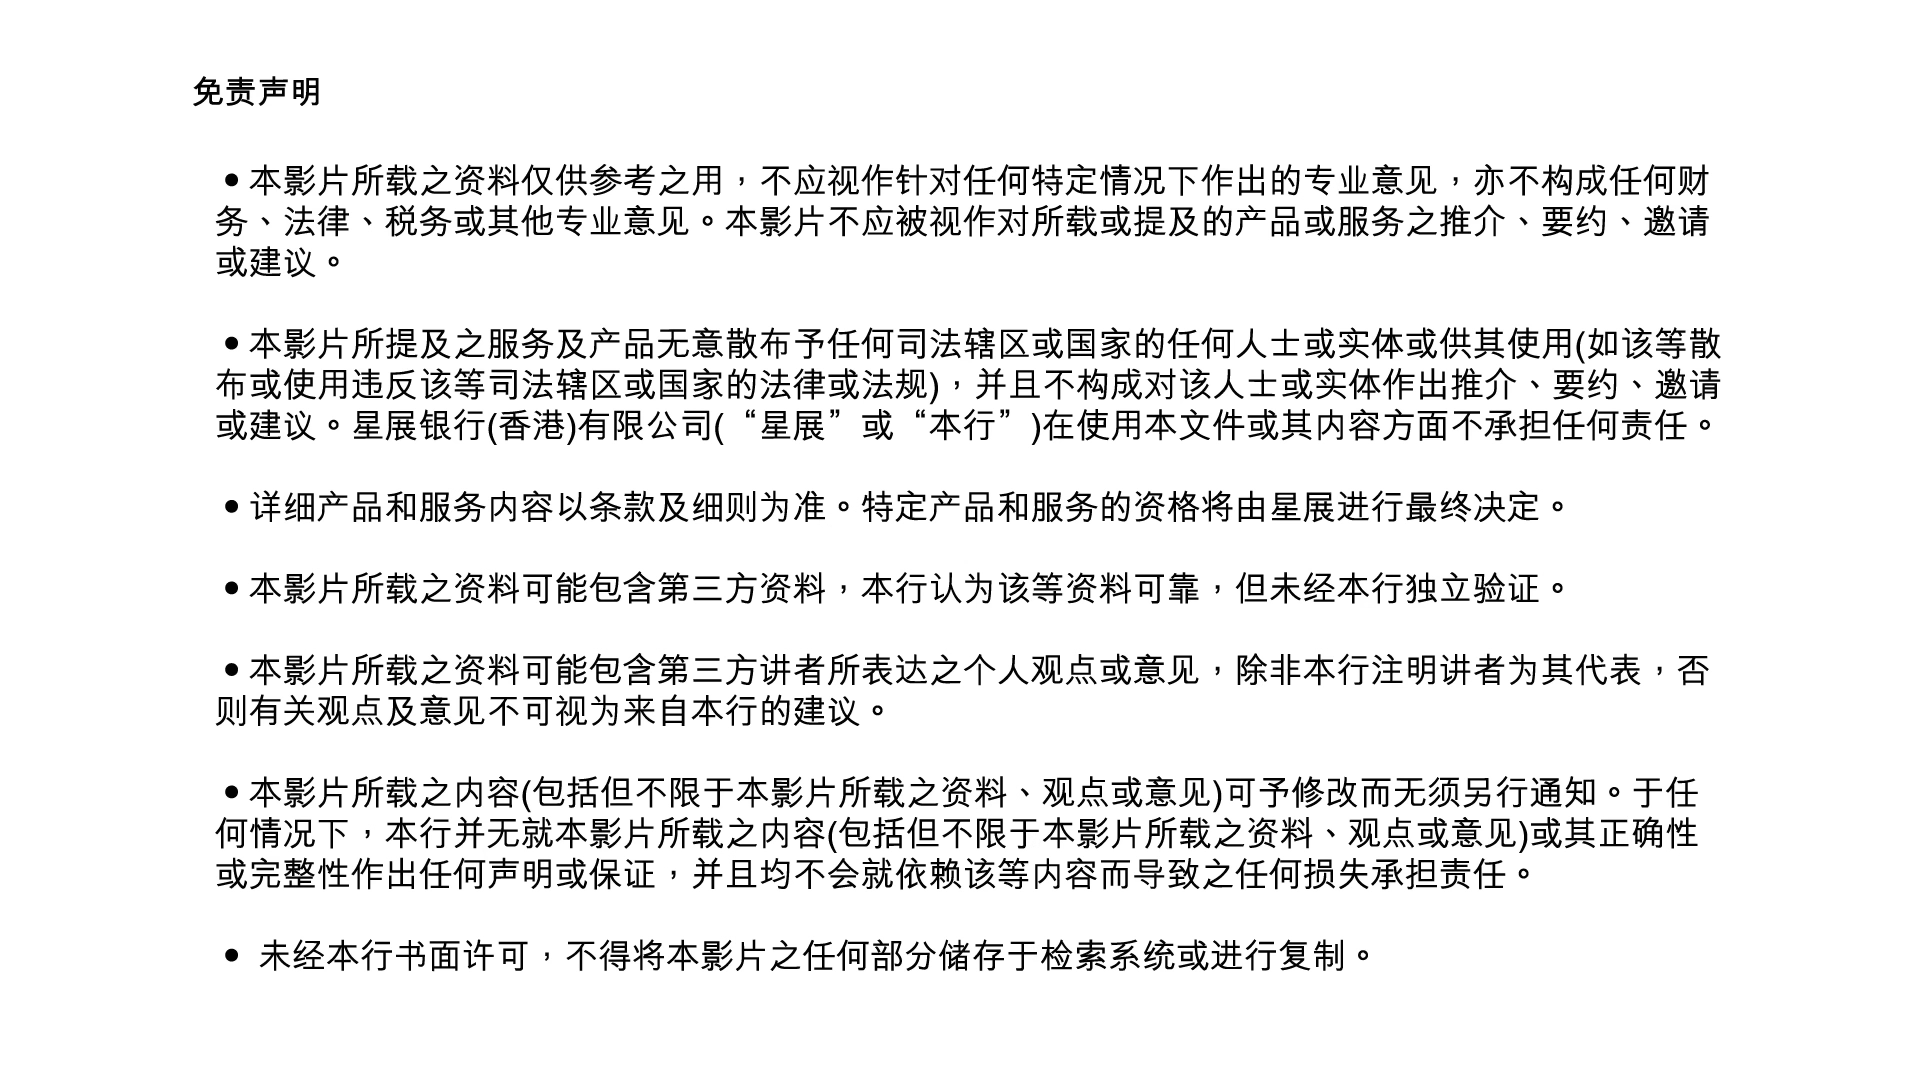 免责声明
●本影片所载之资料仅供参考之用，不应视作针对任何特定情况下作出的专业意见，亦不构成任何财
务、法律、税务或其他专业意见。本影片不应被视作对所载或提及的产品或服务之推介、要约、邀请
或建议。
●本影片所提及之服务及产品无意散布予任何司法辖区或国家的任何人士或实体或供其使用(如该等散
布或使用违反该等司法辖区或国家的法律或法规)，并且不构成对该人士或实体作出推介、要约、邀请
或建议。星展银行(香港)有限公司(“星展”或“本行”)在使用本文件或其内容方面不承担任何责任。
●详细产品和服务内容以条款及细则为准。特定产品和服务的资格将由星展进行最终决定。
●本影片所载之资料可能包含第三方资料，本行认为该等资料可靠，但未经本行独立验证。
●本影片所载之资料可能包含第三方讲者所表达之个人观点或意见，除非本行注明讲者为其代表，否
则有关观点及意见不可视为来自本行的建议。
●本影片所载之内容(包括但不限于本影片所载之资料、观点或意见)可予修改而无须另行通知。于任
何情况下，本行并无就本影片所载之内容(包括但不限于本影片所载之资料、观点或意见)或其正确性
或完整性作出任何声明或保证，并且均不会就依赖该等内容而导致之任何损失承担责任。
● 未经本行书面许可，不得将本影片之任何部分储存于检索系统或进行复制。